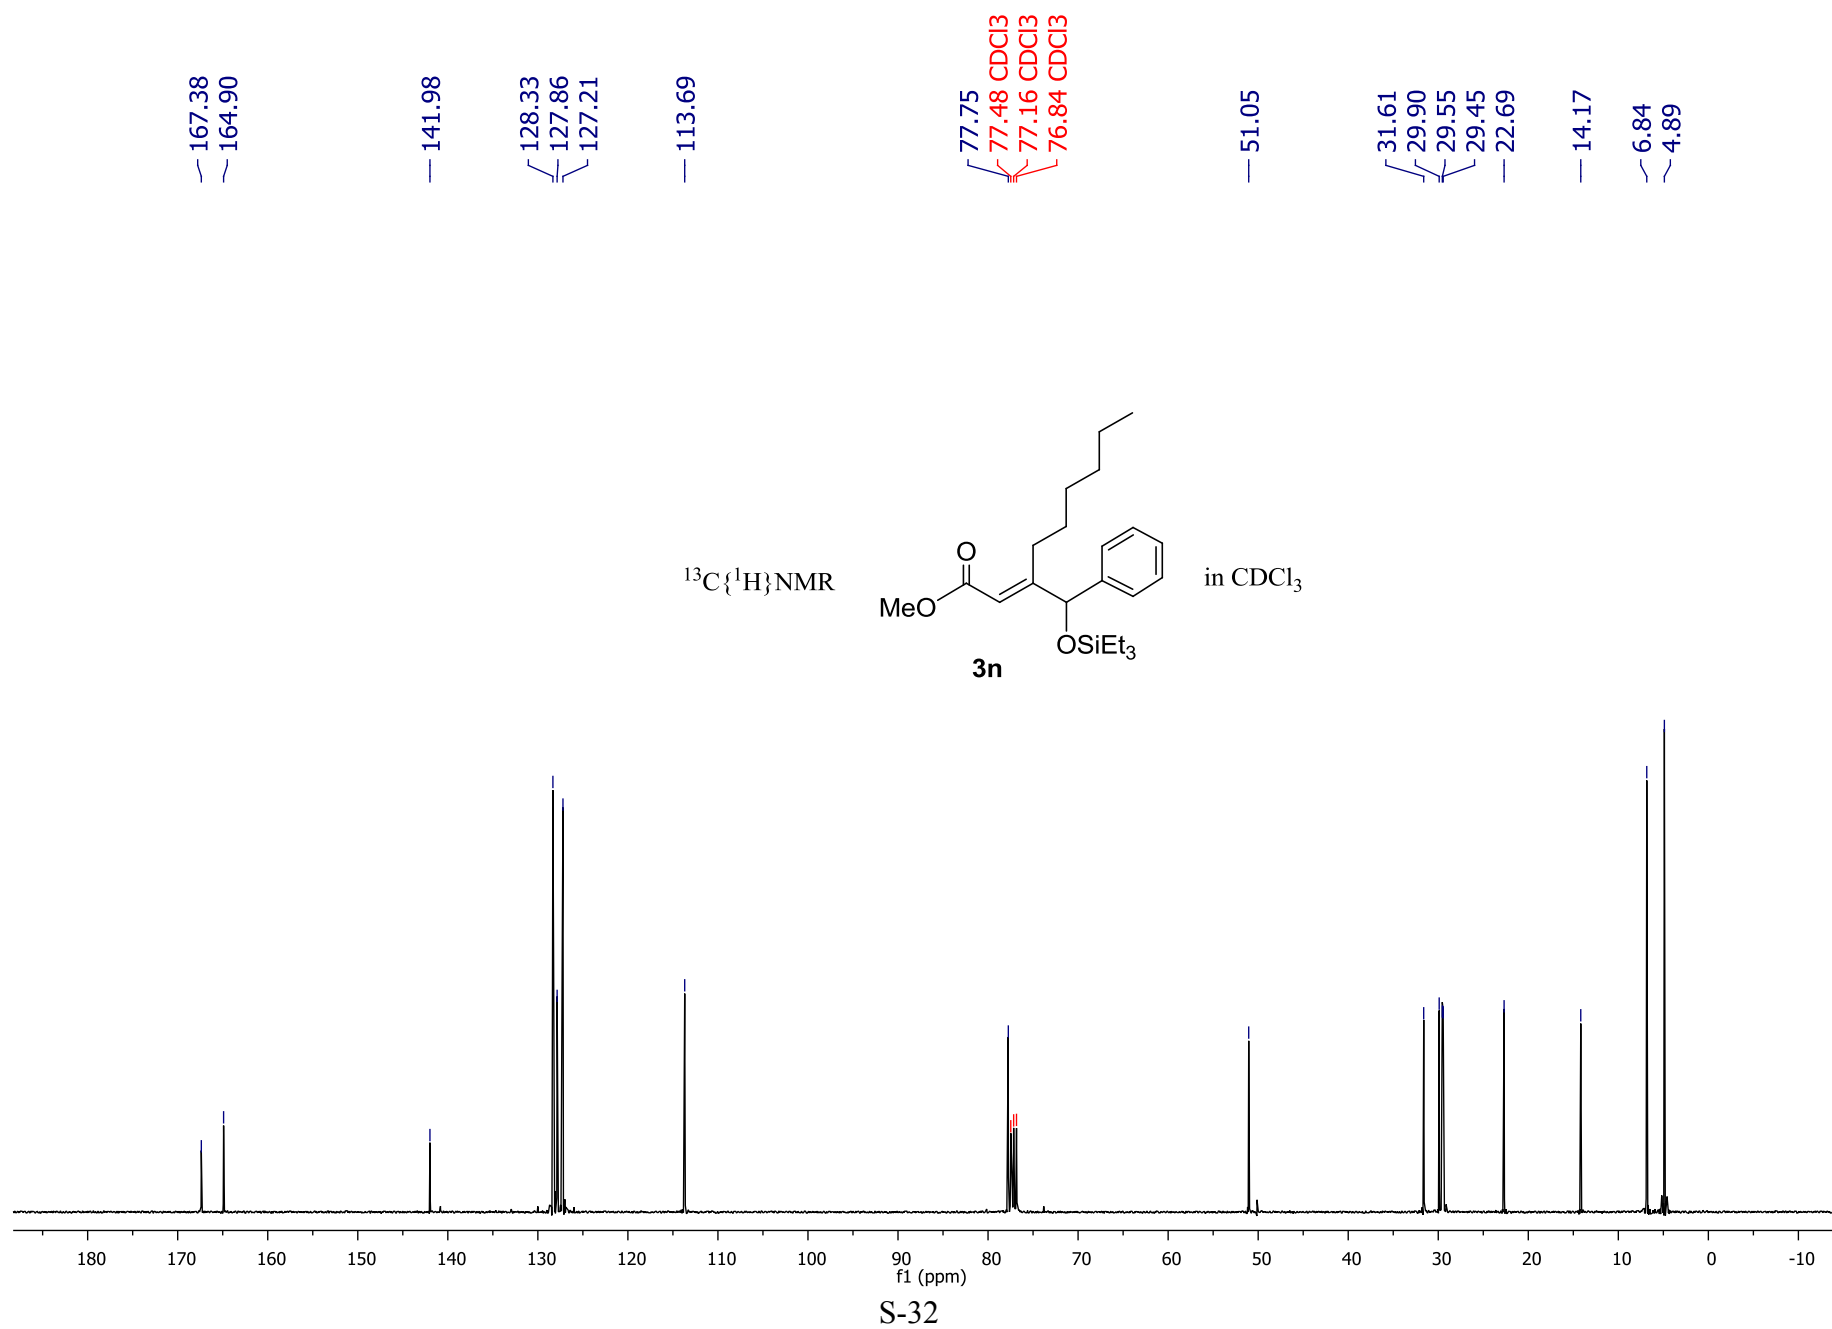 167.38
164.90
141.98
128.33
127.86
127.21
113.69
77.75
77.48 CDCl3
77.16 CDCl3
76.84 CDCl3
51.05
31.61
29.90
29.55
29.45
22.69
14.17
6.84
4.89
¹³C{¹H}NMR
O
MeO
OSiEt₃
3n
in CDCl₃
180 170 160 150 140 130 120 110 100 90 80 70 60 50 40 30 20 10 0 -10
f1 (ppm)
S-32